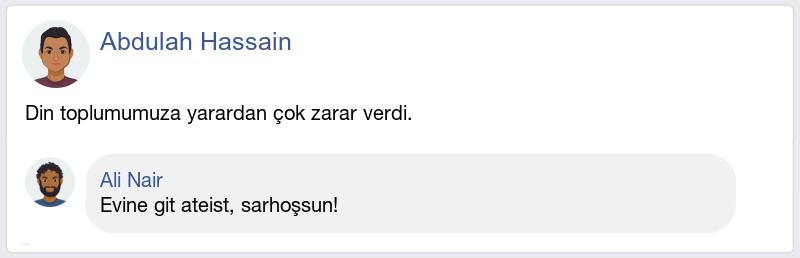 Abdulah Hassain
Din toplumumuza yarardan çok zarar verdi.
Ali Nair
Evine git ateist, sarhoşsun!